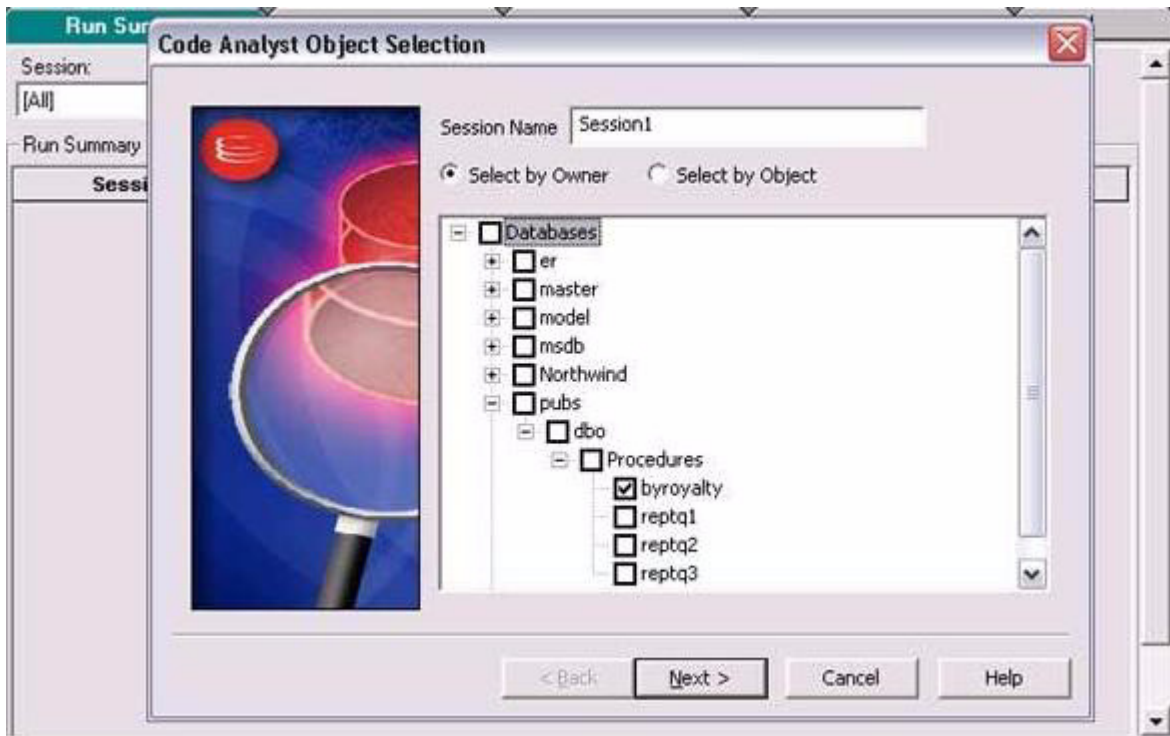 Run Sur
Code Analyst Object Selection
Session:
[All]
Run Summary
Sessi
Session Name Session1
Select by Owner Select by Object
Databases
er
master
model
msdb
Northwind
pubs
dbo
Procedures
byroyalty
reptq1
reptq2
reptq3
< Back Next > Cancel Help